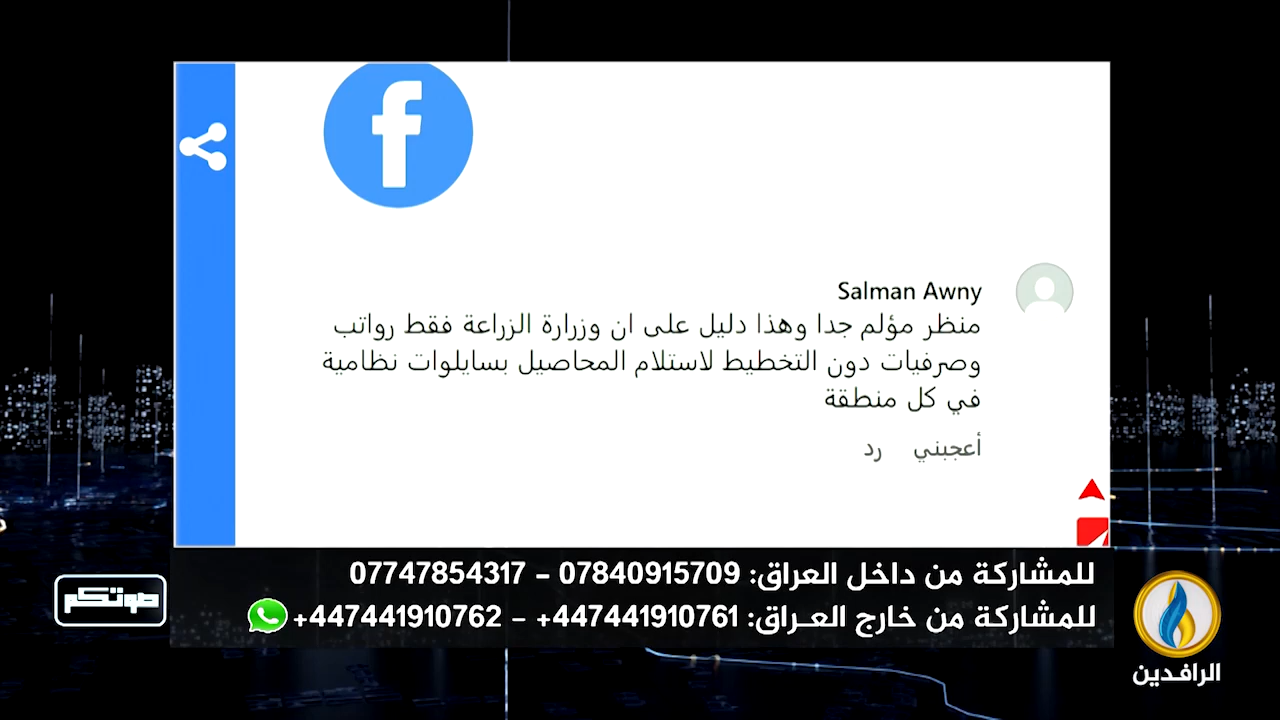 Salman Awny
منظر مؤلم جدا وهذا دليل على ان وزرارة الزراعة فقط رواتب
وصرفيات دون التخطيط لاستلام المحاصيل بسايلوات نظامية
في كل منطقة
أعجبني رد
للمشاركة من داخل العراق: 07840915709 - 07747854317
للمشاركة من خارج العـراق: 447441910761+ - 447441910762+
صوتكم
الرافدين